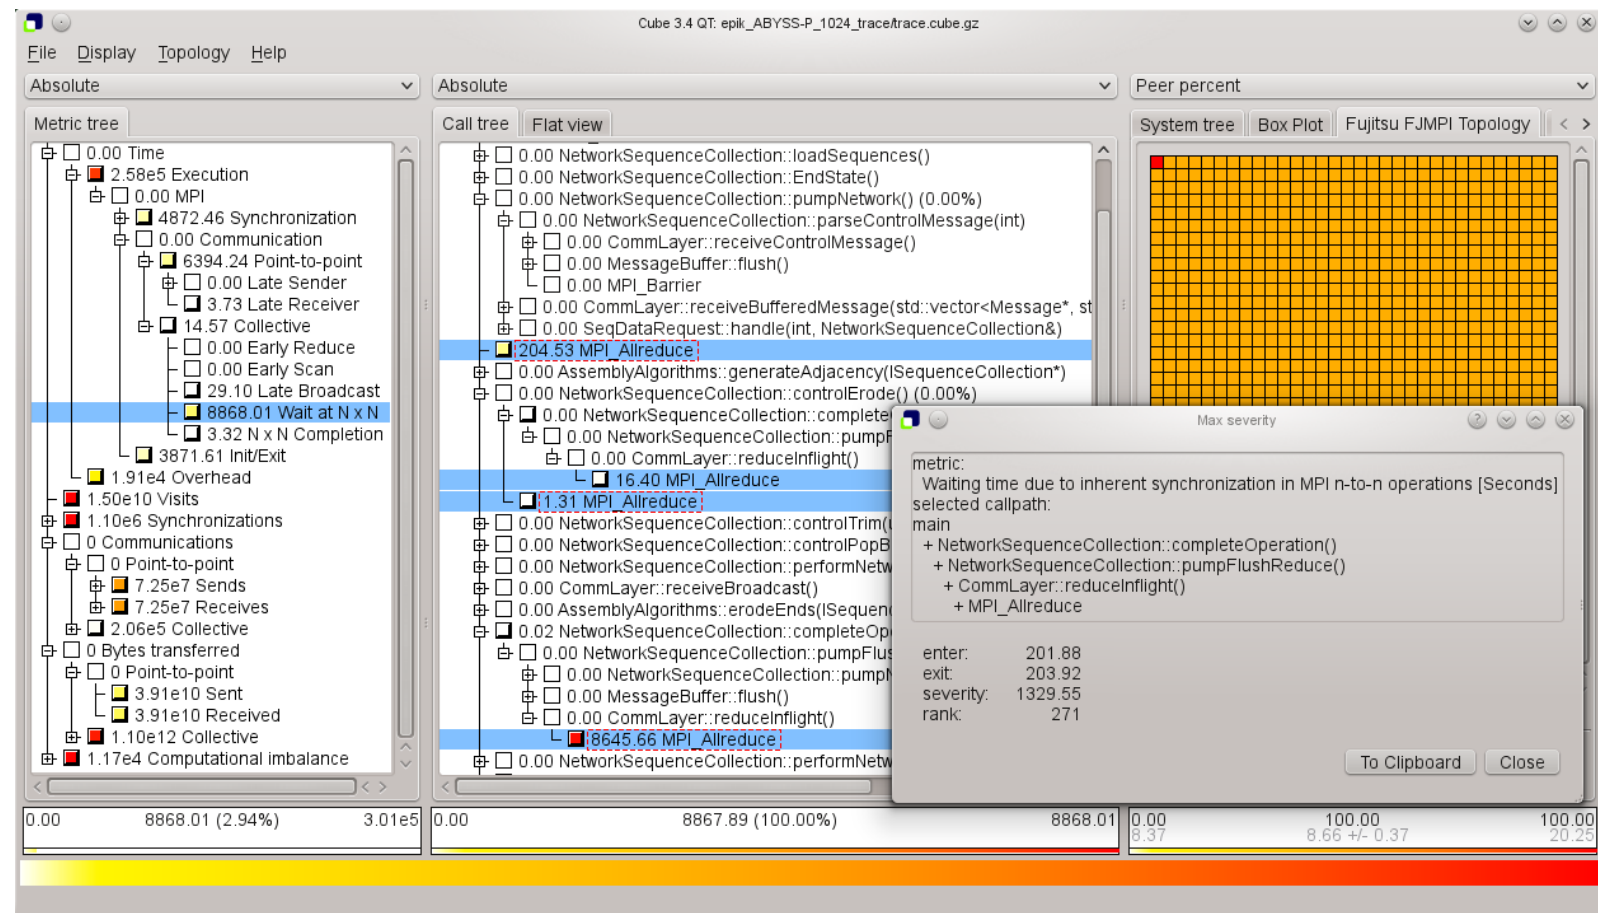 Cube 3.4 QT: epik_ABYSS-P_1024_trace/trace.cube.gz
File Display Topology Help
Absolute
Metric tree
0.00 Time
2.58e5 Execution
0.00 MPI
4872.46 Synchronization
0.00 Communication
6394.24 Point-to-point
0.00 Late Sender
3.73 Late Receiver
14.57 Collective
0.00 Early Reduce
0.00 Early Scan
29.10 Late Broadcast
8868.01 Wait at N x N
3.32 N x N Completion
3871.61 Init/Exit
1.91e4 Overhead
1.50e10 Visits
1.10e6 Synchronizations
0 Communications
0 Point-to-point
7.25e7 Sends
7.25e7 Receives
2.06e5 Collective
0 Bytes transferred
0 Point-to-point
3.91e10 Sent
3.91e10 Received
1.10e12 Collective
1.17e4 Computational imbalance
0.00 8868.01 (2.94%) 3.01e5
Absolute
Call tree Flat view
0.00 NetworkSequenceCollection::loadSequences()
0.00 NetworkSequenceCollection::EndState()
0.00 NetworkSequenceCollection::pumpNetwork() (0.00%)
0.00 NetworkSequenceCollection::parseControlMessage(int)
0.00 CommLayer::receiveControlMessage()
0.00 MessageBuffer::flush()
0.00 MPI_Barrier
0.00 CommLayer::receiveBufferedMessage(std::vector<Message*, st
0.00 SeqDataRequest::handle(int, NetworkSequenceCollection&)
204.53 MPI_Allreduce
0.00 AssemblyAlgorithms::generateAdjacency(ISequenceCollection*)
0.00 NetworkSequenceCollection::controlErode() (0.00%)
0.00 NetworkSequenceCollection::complete
0.00 NetworkSequenceCollection::pumpF
0.00 CommLayer::reduceInflight()
16.40 MPI_Allreduce
1.31 MPI_Allreduce
0.00 NetworkSequenceCollection::controlTrim(
0.00 NetworkSequenceCollection::controlPopB
0.00 NetworkSequenceCollection::performNetw
0.00 CommLayer::receiveBroadcast()
0.00 AssemblyAlgorithms::erodeEnds(ISequen
0.02 NetworkSequenceCollection::completeOp
0.00 NetworkSequenceCollection::pumpFlus
0.00 NetworkSequenceCollection::pumpN
0.00 MessageBuffer::flush()
0.00 CommLayer::reduceInflight()
8645.66 MPI_Allreduce
0.00 NetworkSequenceCollection::performNetw
0.00 8867.89 (100.00%) 8868.01
Peer percent
System tree Box Plot Fujitsu FJMPI Topology
Max severity
metric:
Waiting time due to inherent synchronization in MPI n-to-n operations [Seconds]
selected callpath:
main
+ NetworkSequenceCollection::completeOperation()
+ NetworkSequenceCollection::pumpFlushReduce()
+ CommLayer::reduceInflight()
+ MPI_Allreduce
enter: 201.88
exit: 203.92
severity: 1329.55
rank: 271
To Clipboard Close
0.00 100.00 100.00
8.37 8.66 +/- 0.37 20.25